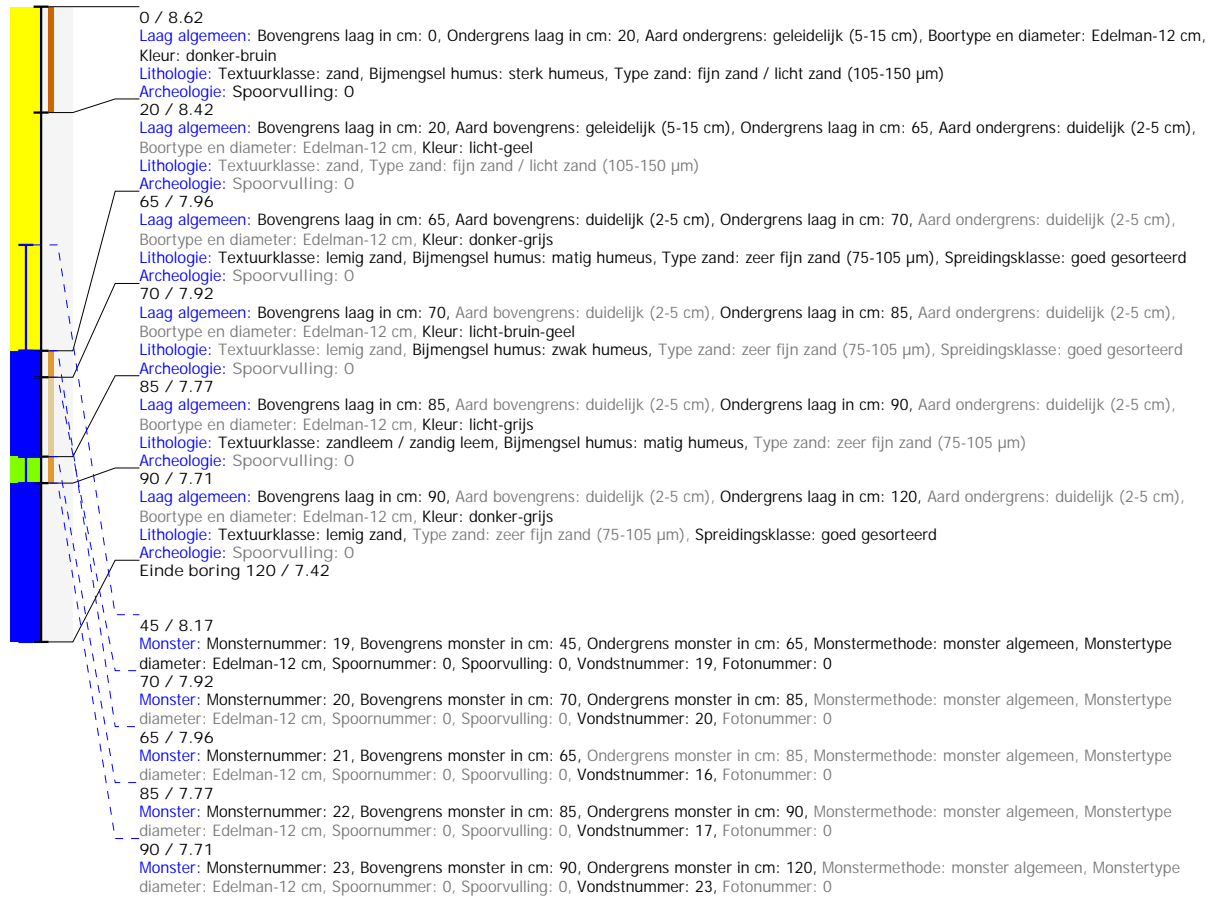 0 / 8.62
Laag algemeen: Bovengrens laag in cm: 0, Ondergrens laag in cm: 20, Aard ondergrens: geleidelijk (5-15 cm), Boortype en diameter: Edelman-12 cm,
Kleur: donker-bruin
Lithologie: Textuurklasse: zand, Bijmengsel humus: sterk humeus, Type zand: fijn zand / licht zand (105-150 µm)
Archeologie: Spoorvulling: 0
20 / 8.42
Laag algemeen: Bovengrens laag in cm: 20, Aard bovengrens: geleidelijk (5-15 cm), Ondergrens laag in cm: 65, Aard ondergrens: duidelijk (2-5 cm),
Boortype en diameter: Edelman-12 cm, Kleur: licht-geel
Lithologie: Textuurklasse: zand, Type zand: fijn zand / licht zand (105-150 µm)
Archeologie: Spoorvulling: 0
65 / 7.96
Laag algemeen: Bovengrens laag in cm: 65, Aard bovengrens: duidelijk (2-5 cm), Ondergrens laag in cm: 70, Aard ondergrens: duidelijk (2-5 cm),
Boortype en diameter: Edelman-12 cm, Kleur: donker-grijs
Lithologie: Textuurklasse: lemig zand, Bijmengsel humus: matig humeus, Type zand: zeer fijn zand (75-105 µm), Spreidingsklasse: goed gesorteerd
Archeologie: Spoorvulling: 0
70 / 7.92
Laag algemeen: Bovengrens laag in cm: 70, Aard bovengrens: duidelijk (2-5 cm), Ondergrens laag in cm: 85, Aard ondergrens: duidelijk (2-5 cm),
Boortype en diameter: Edelman-12 cm, Kleur: licht-bruin-geel
Lithologie: Textuurklasse: lemig zand, Bijmengsel humus: zwak humeus, Type zand: zeer fijn zand (75-105 µm), Spreidingsklasse: goed gesorteerd
Archeologie: Spoorvulling: 0
85 / 7.77
Laag algemeen: Bovengrens laag in cm: 85, Aard bovengrens: duidelijk (2-5 cm), Ondergrens laag in cm: 90, Aard ondergrens: duidelijk (2-5 cm),
Boortype en diameter: Edelman-12 cm, Kleur: licht-grijs
Lithologie: Textuurklasse: zandleem / zandig leem, Bijmengsel humus: matig humeus, Type zand: zeer fijn zand (75-105 µm)
Archeologie: Spoorvulling: 0
90 / 7.71
Laag algemeen: Bovengrens laag in cm: 90, Aard bovengrens: duidelijk (2-5 cm), Ondergrens laag in cm: 120, Aard ondergrens: duidelijk (2-5 cm),
Boortype en diameter: Edelman-12 cm, Kleur: donker-grijs
Lithologie: Textuurklasse: lemig zand, Type zand: zeer fijn zand (75-105 µm), Spreidingsklasse: goed gesorteerd
Archeologie: Spoorvulling: 0
Einde boring 120 / 7.42
45 / 8.17
Monster: Monsternummer: 19, Bovengrens monster in cm: 45, Ondergrens monster in cm: 65, Monstermethode: monster algemeen, Monstertype
diameter: Edelman-12 cm, Spoornummer: 0, Spoorvulling: 0, Vondstnummer: 19, Fotonummer: 0
70 / 7.92
Monster: Monsternummer: 20, Bovengrens monster in cm: 70, Ondergrens monster in cm: 85, Monstermethode: monster algemeen, Monstertype
diameter: Edelman-12 cm, Spoornummer: 0, Spoorvulling: 0, Vondstnummer: 20, Fotonummer: 0
65 / 7.96
Monster: Monsternummer: 21, Bovengrens monster in cm: 65, Ondergrens monster in cm: 85, Monstermethode: monster algemeen, Monstertype
diameter: Edelman-12 cm, Spoornummer: 0, Spoorvulling: 0, Vondstnummer: 16, Fotonummer: 0
85 / 7.77
Monster: Monsternummer: 22, Bovengrens monster in cm: 85, Ondergrens monster in cm: 90, Monstermethode: monster algemeen, Monstertype
diameter: Edelman-12 cm, Spoornummer: 0, Spoorvulling: 0, Vondstnummer: 17, Fotonummer: 0
90 / 7.71
Monster: Monsternummer: 23, Bovengrens monster in cm: 90, Ondergrens monster in cm: 120, Monstermethode: monster algemeen, Monstertype
diameter: Edelman-12 cm, Spoornummer: 0, Spoorvulling: 0, Vondstnummer: 23, Fotonummer: 0